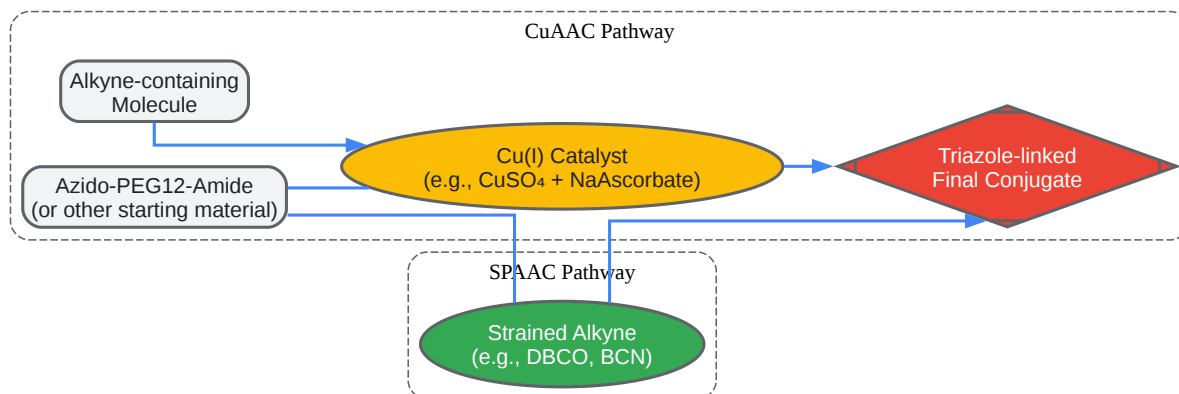 CuAAC Pathway
Alkyne-containing
Molecule
Azido-PEG12-Amide
(or other starting material)
Cu(I) Catalyst
(e.g., CuSO₄ + NaAscorbate)
Triazole-linked
Final Conjugate
SPAAC Pathway
Strained Alkyne
(e.g., DBCO, BCN)